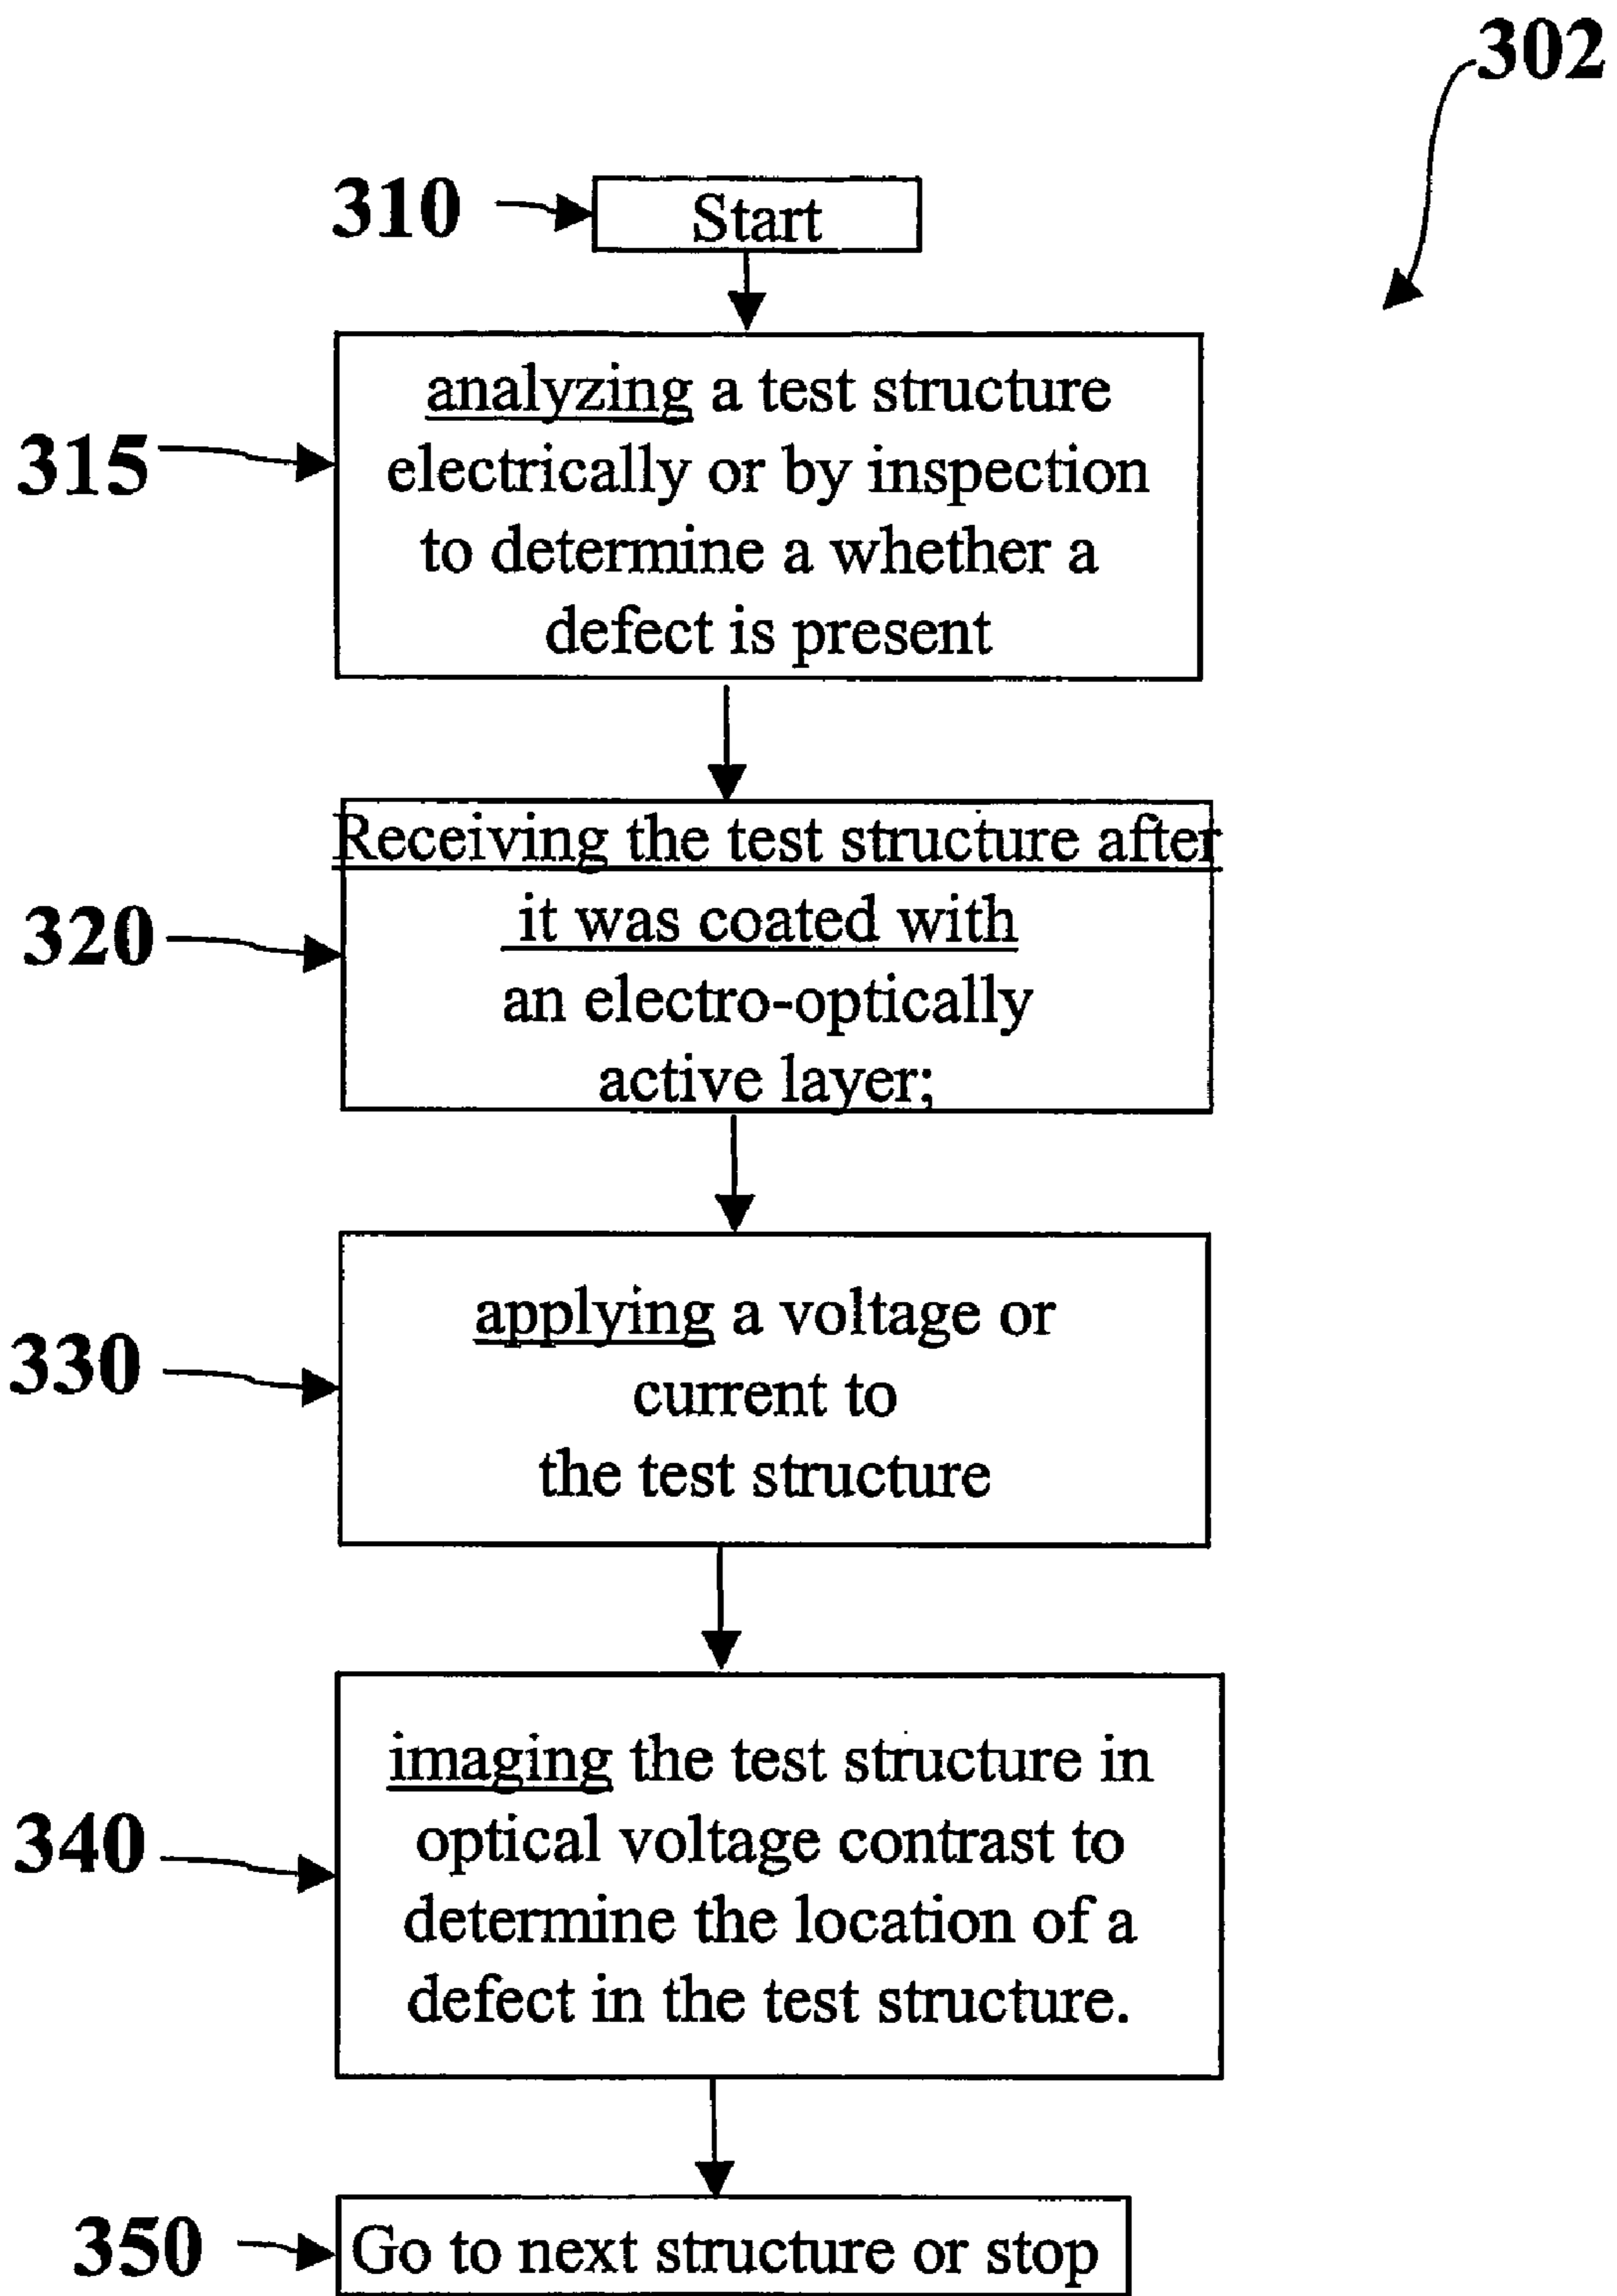 302
310
Start
315
analyzing a test structure
electrically or by inspection
to determine a whether a
defect is present
320
Receiving the test structure after
it was coated with
an electro-optically
active layer;
330
applying a voltage or
current to
the test structure
340
imaging the test structure in
optical voltage contrast to
determine the location of a
defect in the test structure.
350
Go to next structure or stop